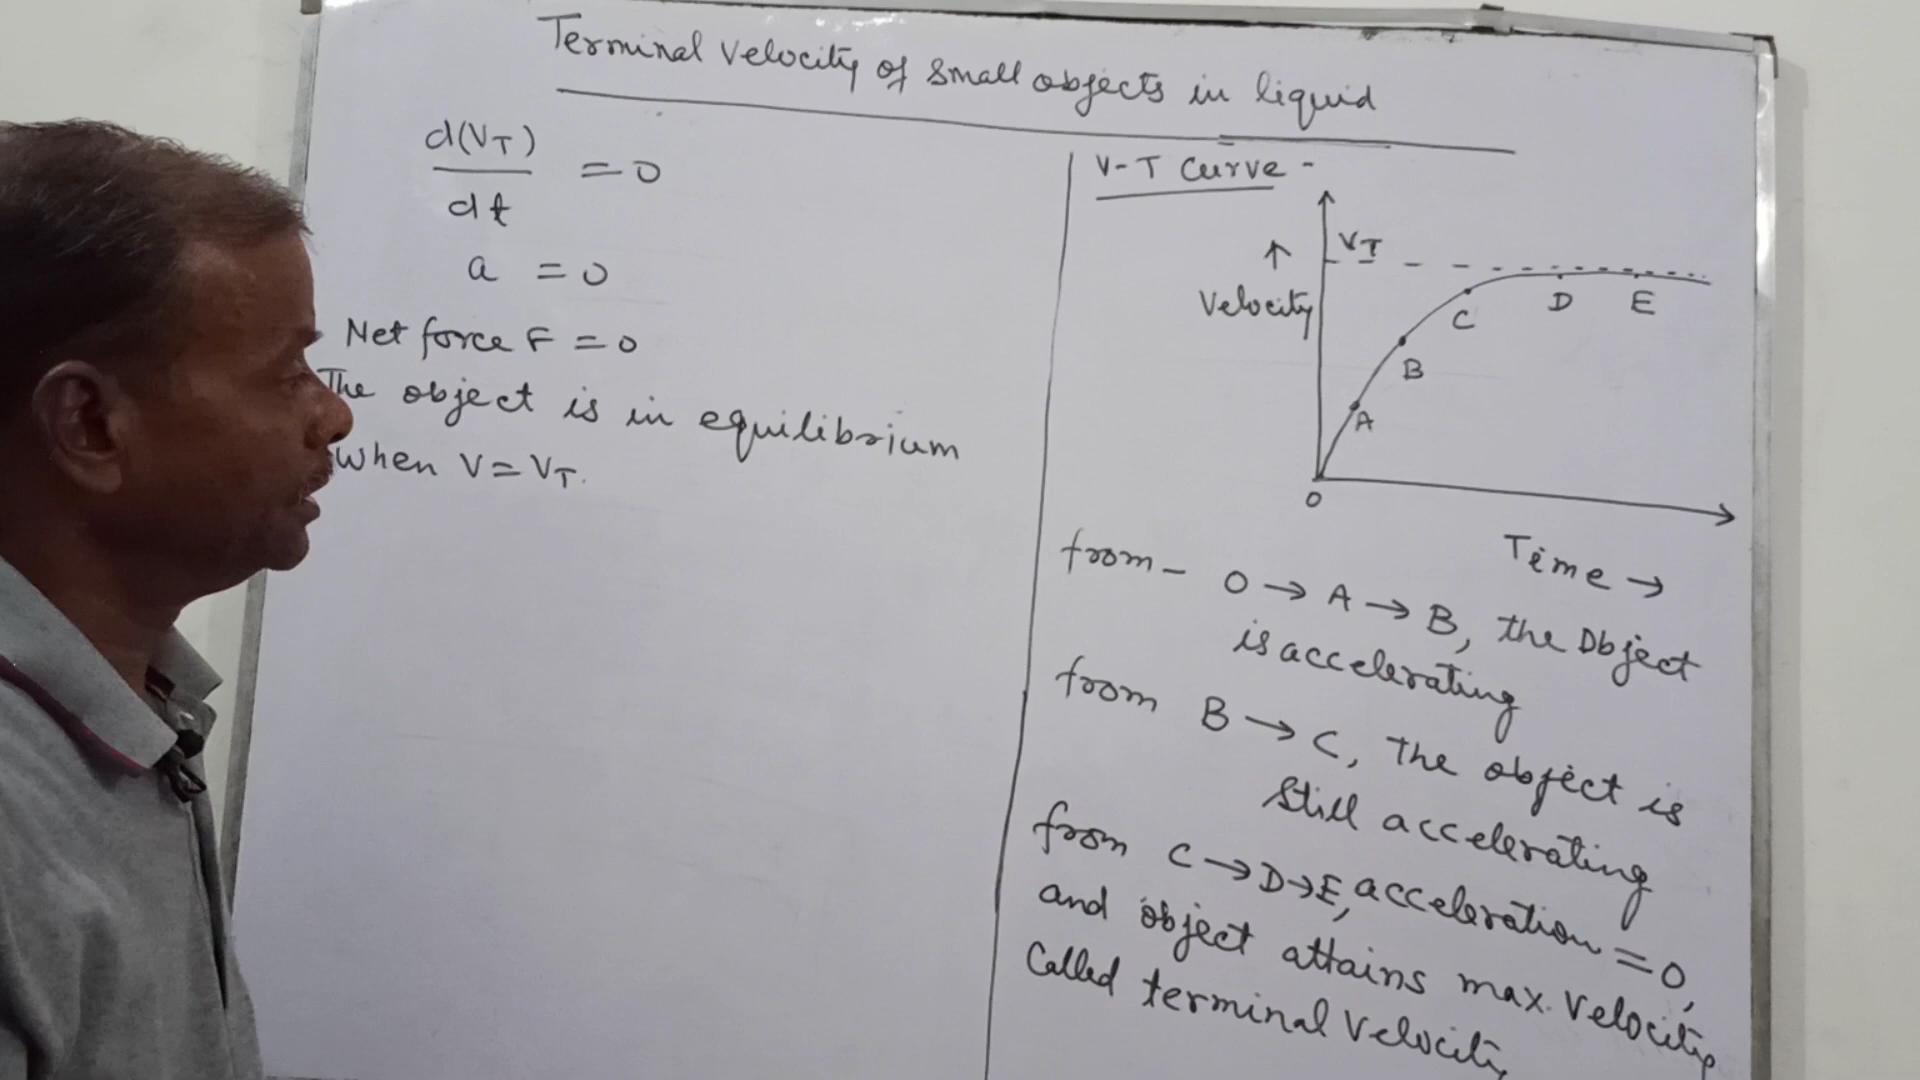 Terminal Velocity of small objects in liquid
d(VT)
dt
= 0
a = 0
Net force F = 0
The object is in equilibrium
when V = VT.
V-T Curve -
VT
↑
Velocity
A
B
C
D
E
O
Time →
from - O → A → B, the Object
is accelerating
from B → C, The object is
Still accelerating
from C → D → E, acceleration = 0,
and object attains max. Velocity
Called terminal Velocity